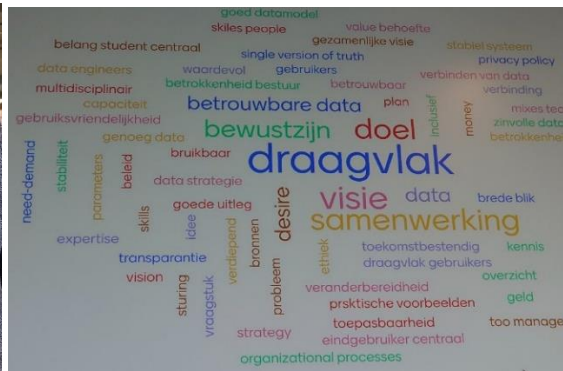 goed datamodel
skiles people
value behoefte
belang student centraal
gezamenlijke visie
stabiel systeem
single version of truth
privacy policy
data engineers
waardevol
gebruikers
verbinden van data
multidisciplinair
betrokkenheid bestuur
betrouwbaar
verbinding
capaciteit
betrouwbare data
plan
inclusief
money
mixes tea
gebruiksvriendelijkheid
bewustzijn
doel
zinvolle data
genoeg data
betrokkenhei
need-demand
stabiliteit
parameters
beleid
bruikbaar
draagvlak
data strategie
skills
goede uitleg
desire
visie
data
brede blik
idee
verdiepend
bronnen
samenwerking
expertise
ethiek
toekomstbestendig
kennis
transparantie
draagvlak gebruikers
vision
sturing
vraagstuk
probleem
overzicht
veranderbereidheid
geld
prsktische voorbeelden
strategy
toepasbaarheid
too manage
eindgebruiker centraal
organizational processes